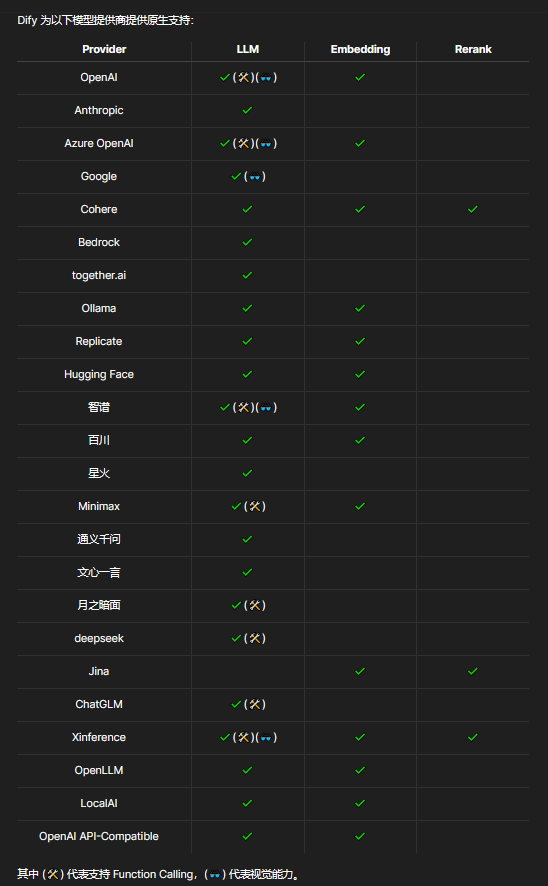 Dify 为以下模型提供商提供原生支持：
Provider LLM Embedding Rerank
OpenAI ✓(🛠️)(👓) ✓
Anthropic ✓
Azure OpenAI ✓(🛠️)(👓) ✓
Google ✓(👓)
Cohere ✓ ✓ ✓
Bedrock ✓
together.ai ✓
Ollama ✓ ✓
Replicate ✓ ✓
Hugging Face ✓ ✓
智谱 ✓(🛠️)(👓) ✓
百川 ✓ ✓
星火 ✓
Minimax ✓(🛠️) ✓
通义千问 ✓
文心一言 ✓
月之暗面 ✓(🛠️)
deepseek ✓(🛠️)
Jina ✓ ✓
ChatGLM ✓(🛠️)
Xinference ✓(🛠️)(👓) ✓ ✓
OpenLLM ✓ ✓
LocalAI ✓ ✓
OpenAI API-Compatible ✓ ✓
其中 (🛠️) 代表支持 Function Calling，(👓) 代表视觉能力。